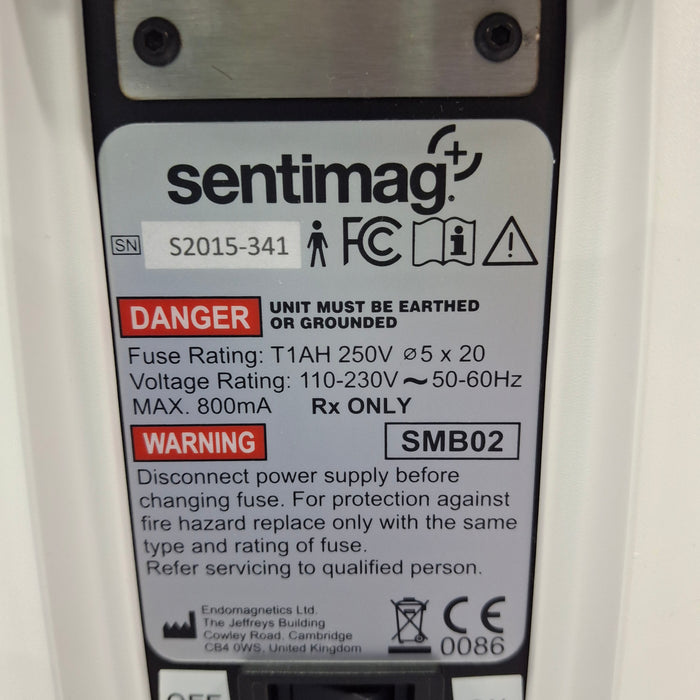 sentimag+
SN S2015-341 FC i !
DANGER UNIT MUST BE EARTHED
OR GROUNDED
Fuse Rating: T1AH 250V ⌀5 x 20
Voltage Rating: 110-230V ~ 50-60Hz
MAX. 800mA Rx ONLY
WARNING SMB02
Disconnect power supply before
changing fuse. For protection against
fire hazard replace only with the same
type and rating of fuse.
Refer servicing to qualified person.
Endomagnetics Ltd.
The Jeffreys Building
Cowley Road, Cambridge
CB4 0WS, United Kingdom
CE
0086
OFF